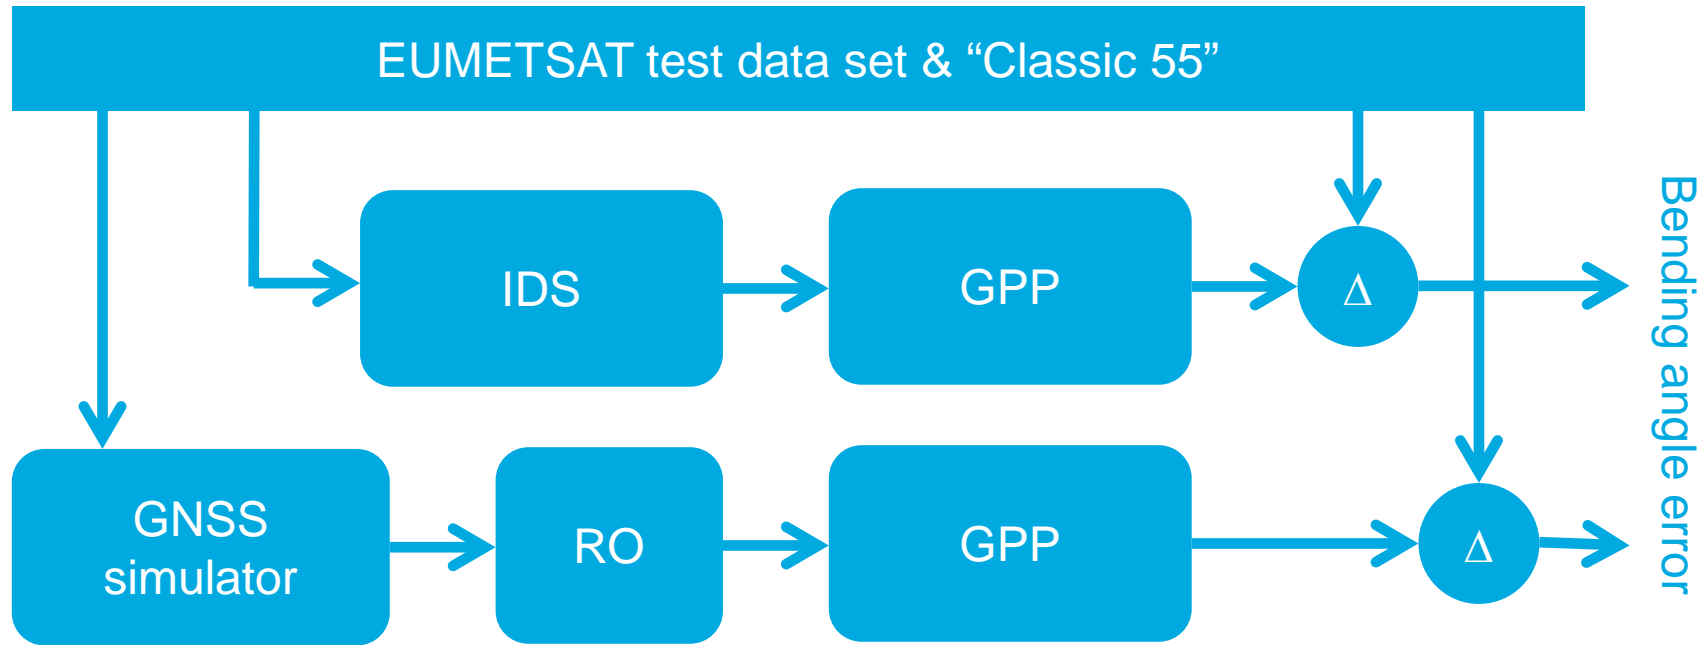 EUMETSAT test data set & “Classic 55”
IDS
GPP
Δ
GNSS
simulator
RO
GPP
Δ
Bending angle error